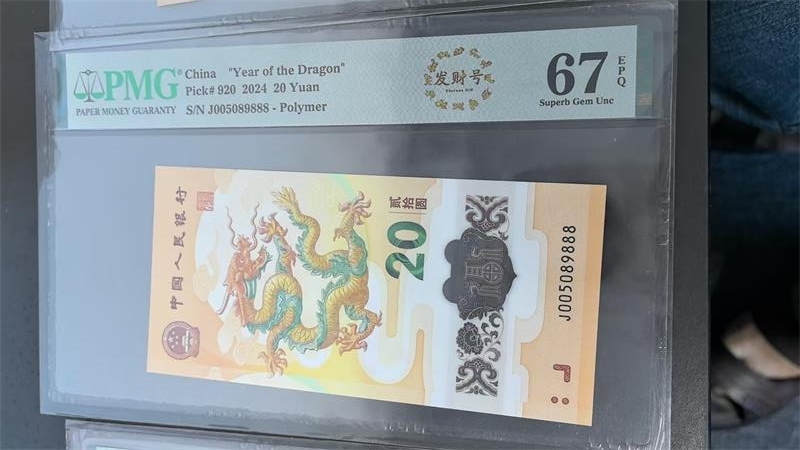 PMG
PAPER MONEY GUARANTY
China "Year of the Dragon"
Pick# 920 2024 20 Yuan
S/N J005089888 - Polymer
发财号
67
EPQ
Superb Gem Unc
中国人民银行
贰拾圆
20
J005089888